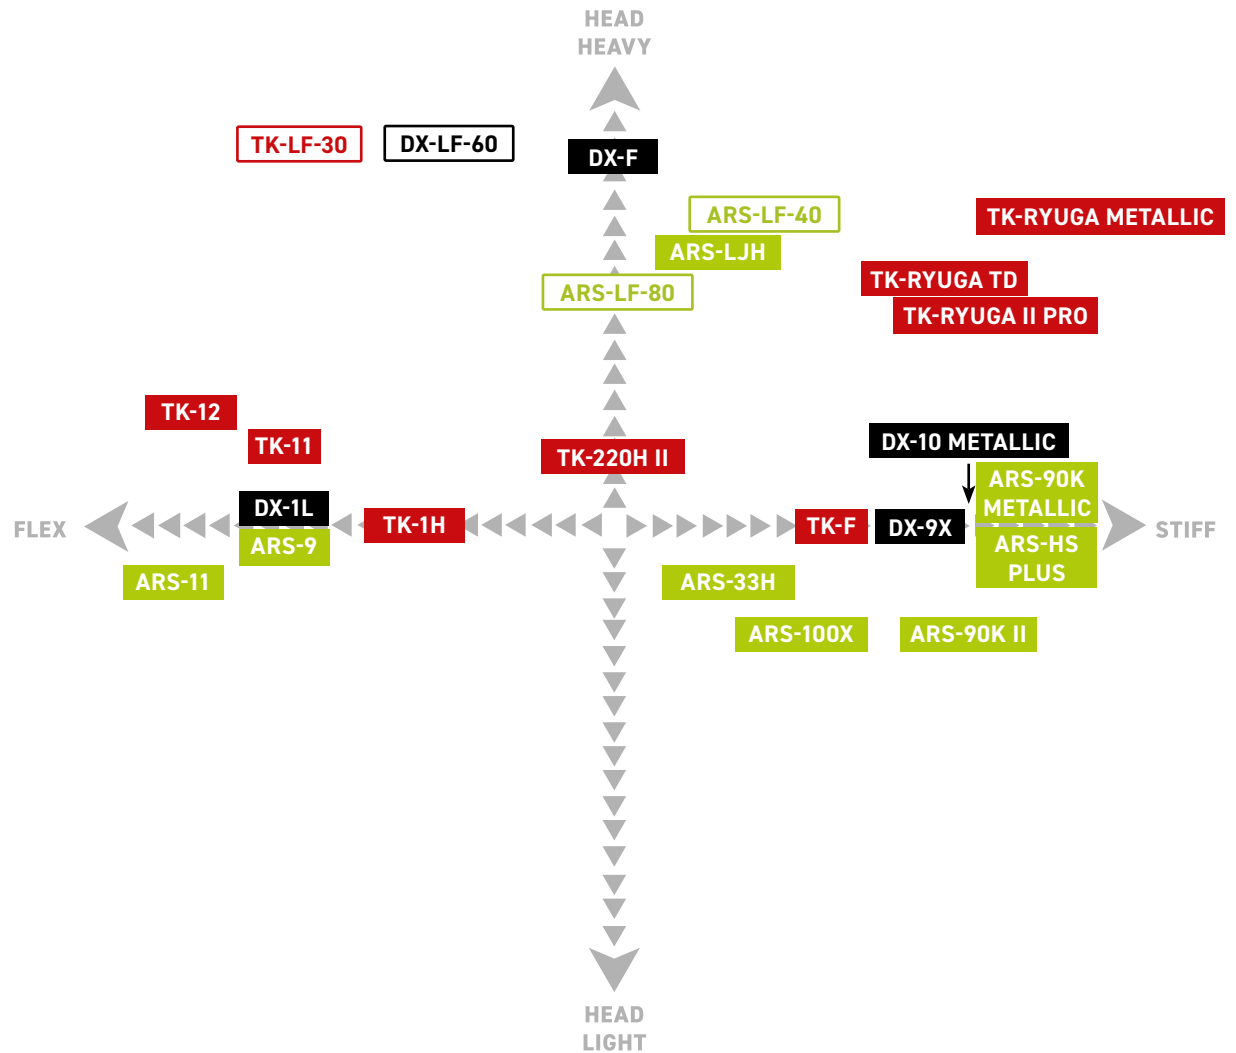 HEAD
HEAVY
TK-LF-30
DX-LF-60
DX-F
ARS-LF-40
TK-RYUGA METALLIC
ARS-LJH
TK-RYUGA TD
ARS-LF-80
TK-RYUGA II PRO
TK-12
TK-11
DX-10 METALLIC
TK-220H II
ARS-90K
METALLIC
DX-1L
FLEX
TK-1H
TK-F
DX-9X
STIFF
ARS-9
ARS-HS
PLUS
ARS-11
ARS-33H
ARS-100X
ARS-90K II
HEAD
LIGHT